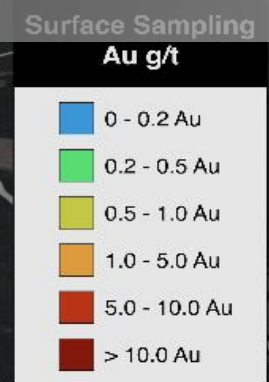 Surface Sampling
Au g/t
0 - 0.2 Au
0.2 - 0.5 Au
0.5 - 1.0 Au
1.0 - 5.0 Au
5.0 - 10.0 Au
> 10.0 Au